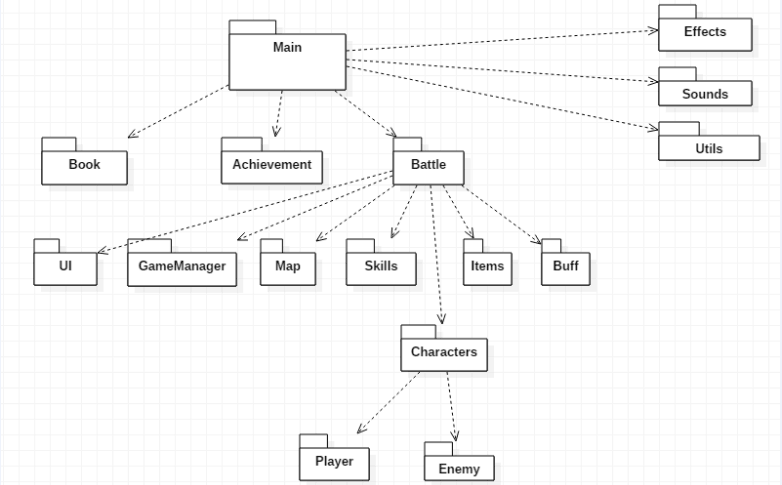 Main
Effects
Sounds
Utils
Book
Achievement
Battle
UI
GameManager
Map
Skills
Items
Buff
Characters
Player
Enemy